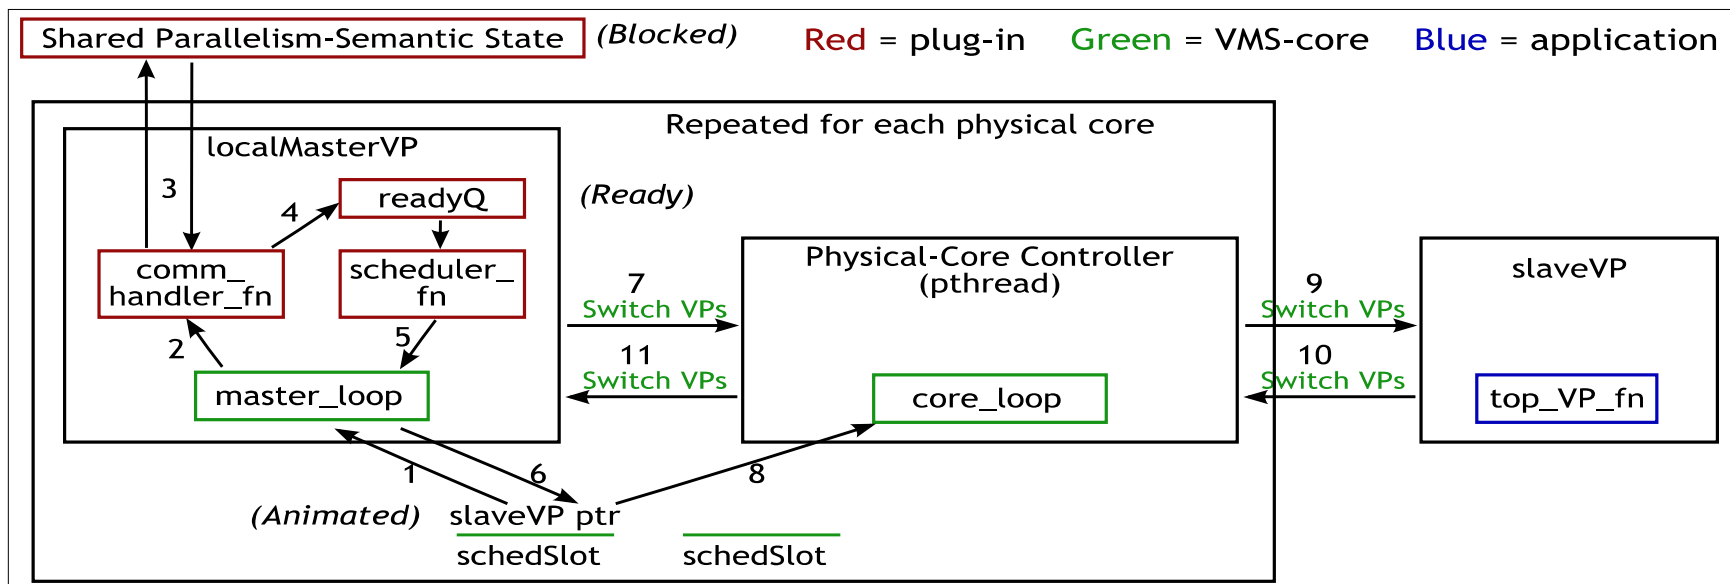 Shared Parallelism-Semantic State
(Blocked)
Red = plug-in
Green = VMS-core
Blue = application
Repeated for each physical core
localMasterVP
3
4
readyQ
(Ready)
comm_
handler_fn
scheduler_
fn
2
5
master_loop
7
Switch VPs
11
Switch VPs
Physical-Core Controller
(pthread)
core_loop
9
Switch VPs
10
Switch VPs
slaveVP
top_VP_fn
1
6
8
(Animated)
slaveVP ptr
schedSlot
schedSlot